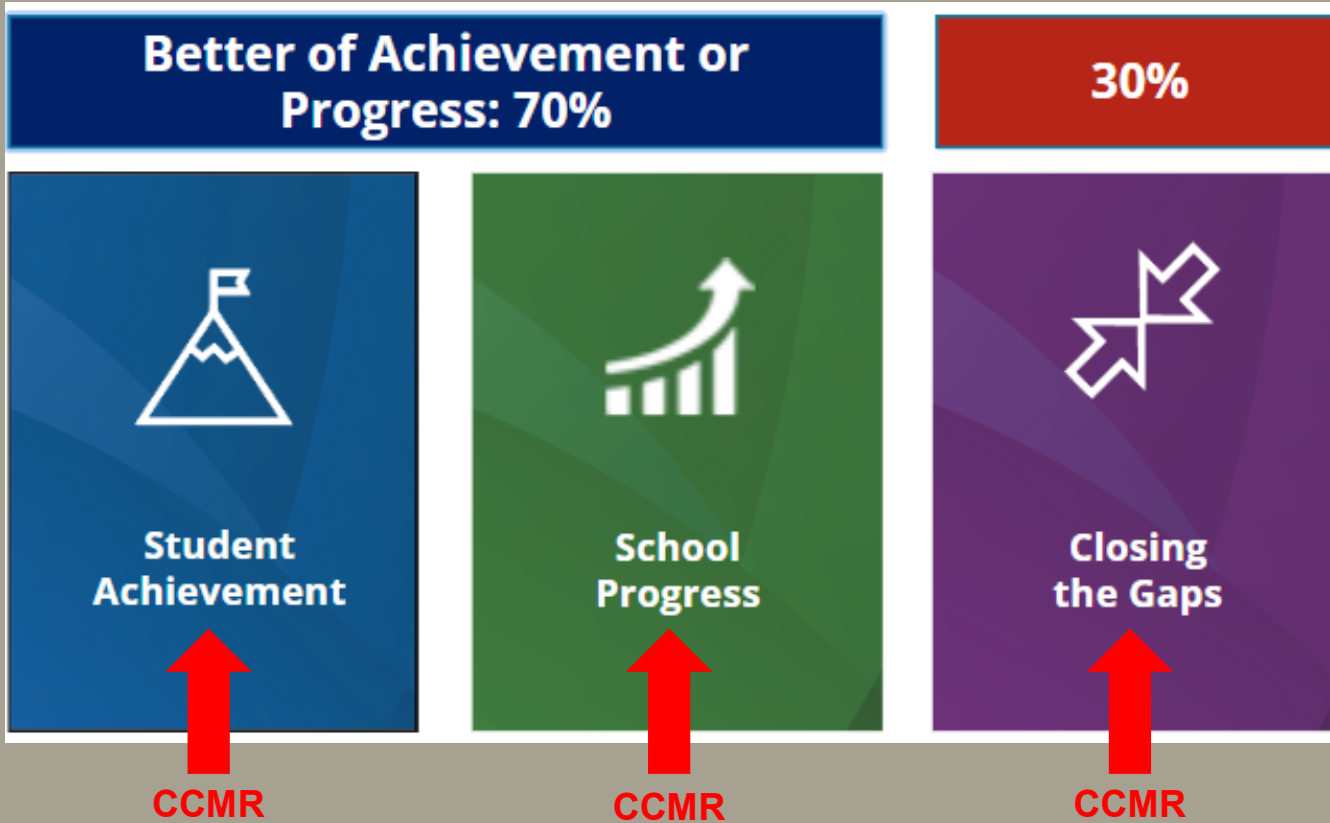 Better of Achievement or
Progress: 70%
30%
Student
Achievement
School
Progress
Closing
the Gaps
CCMR
CCMR
CCMR